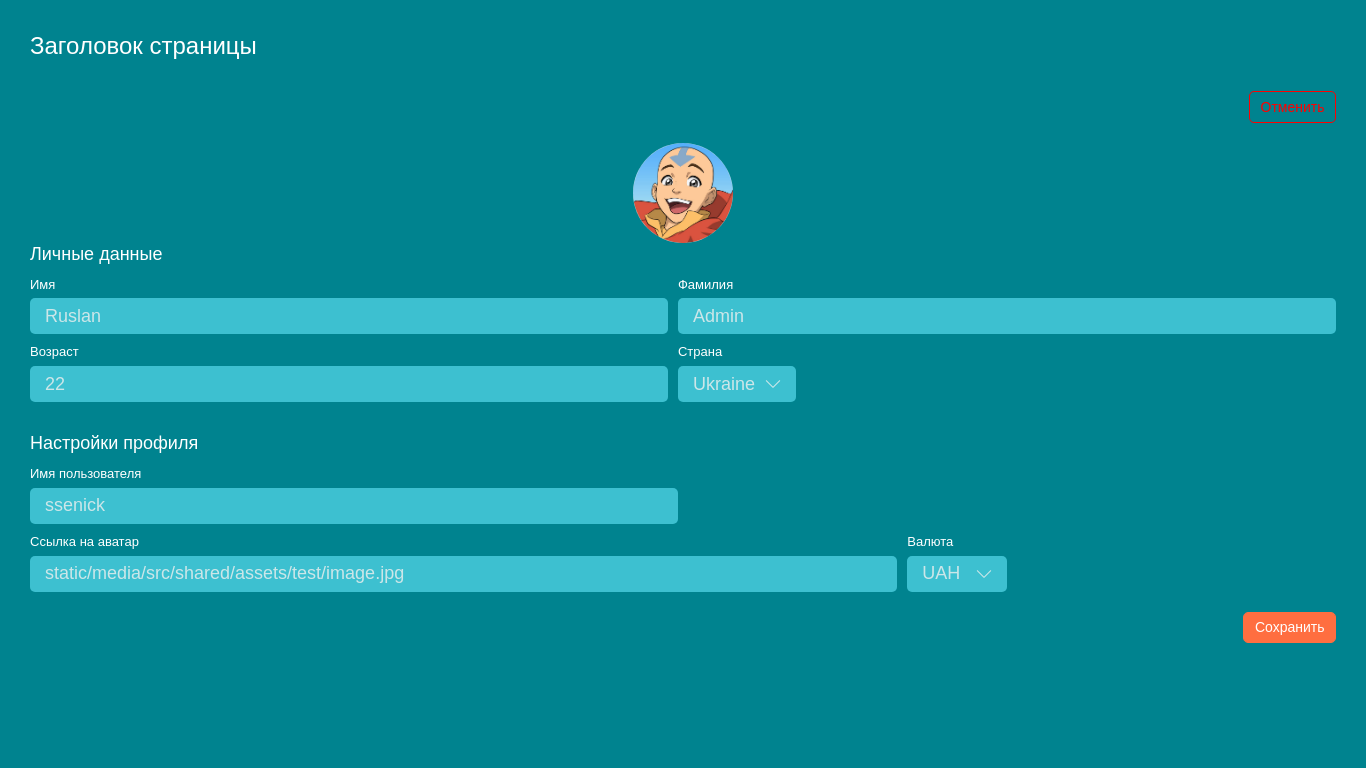 Заголовок страницы
Отменить
Личные данные
Имя
Фамилия
Ruslan
Admin
Возраст
Страна
22
Ukraine
Настройки профиля
Имя пользователя
ssenick
Ссылка на аватар
Валюта
static/media/src/shared/assets/test/image.jpg
UAH
Сохранить